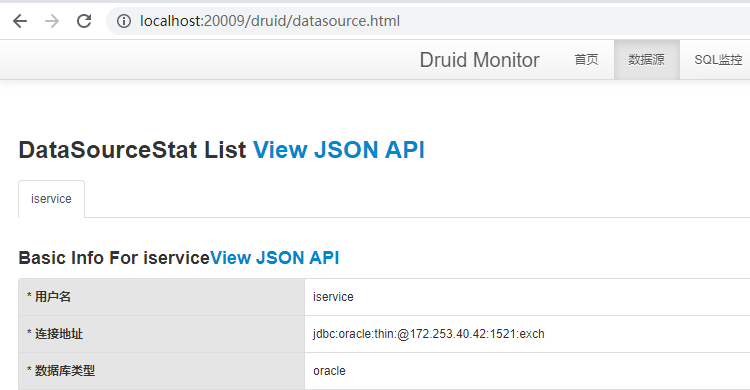 localhost:20009/druid/datasource.html
Druid Monitor 首页 数据源 SQL监控
DataSourceStat List View JSON API
iservice
Basic Info For iserviceView JSON API
* 用户名 iservice
* 连接地址 jdbc:oracle:thin:@172.253.40.42:1521:exch
* 数据库类型 oracle